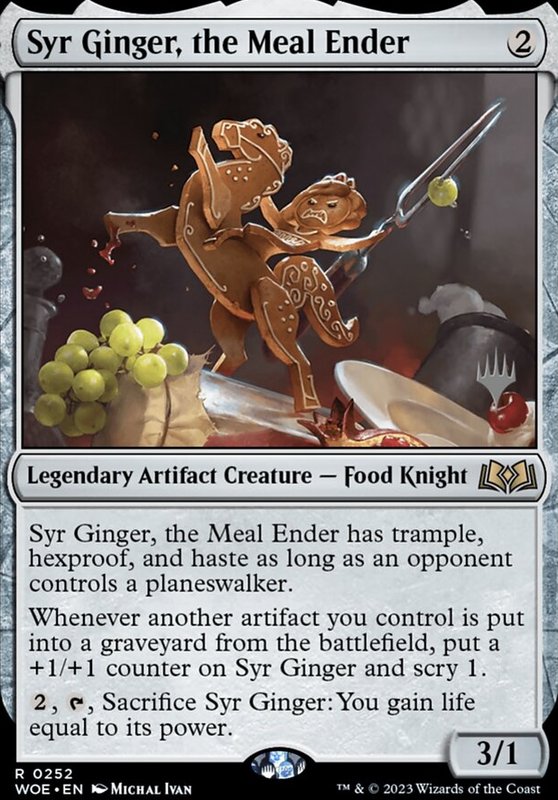 Syr Ginger, the Meal Ender 2
Legendary Artifact Creature — Food Knight
Syr Ginger, the Meal Ender has trample,
hexproof, and haste as long as an opponent
controls a planeswalker.
Whenever another artifact you control is put
into a graveyard from the battlefield, put a
+1/+1 counter on Syr Ginger and scry 1.
2, , Sacrifice Syr Ginger: You gain life
equal to its power.
3/1
R 0252
WOE • EN Michal Ivan
™ & © 2023 Wizards of the Coast